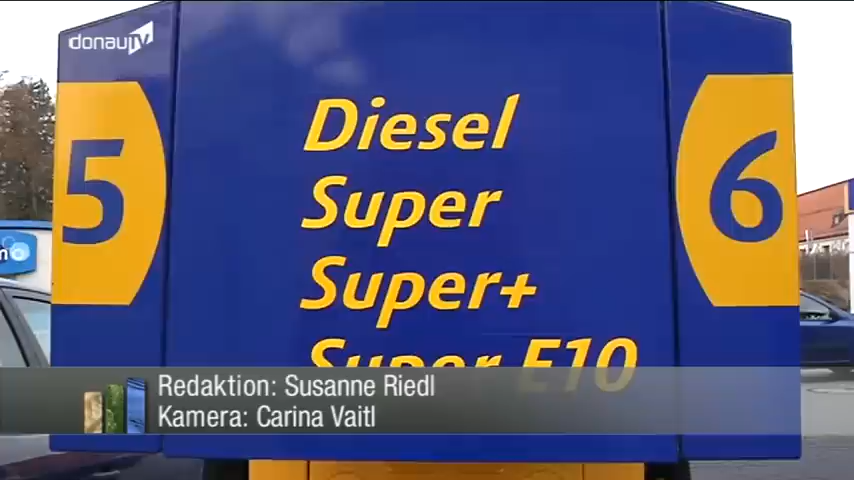 donauTV
5
6
Diesel
Super
Super+
Super E10
Redaktion: Susanne Riedl
Kamera: Carina Vaitl